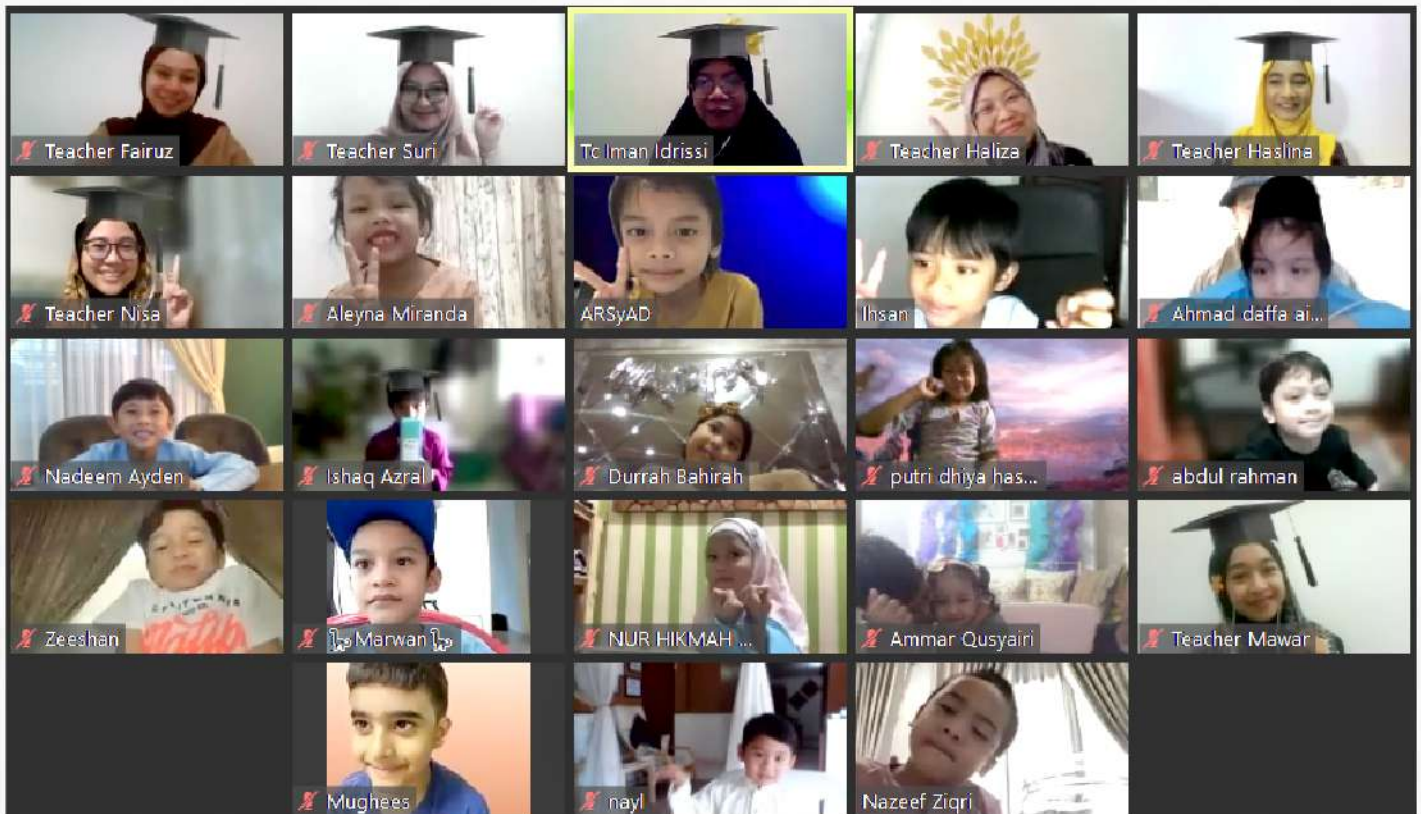 Teacher Fairuz
Teacher Suri
Tc Iman Idrissi
Teacher Haliza
Teacher Haslina
Teacher Nisa
Aleyna Miranda
ARSyAD
Ihsan
Ahmad daffa ai...
Nadeem Ayden
Ishaq Azral
Durrah Bahirah
putri dhiya has...
abdul rahman
Zeeshan
🦕Marwan🦕
NUR HIKMAH ...
Ammar Qusyairi
Teacher Mawar
Mughees
nayl
Nazeef Ziqri